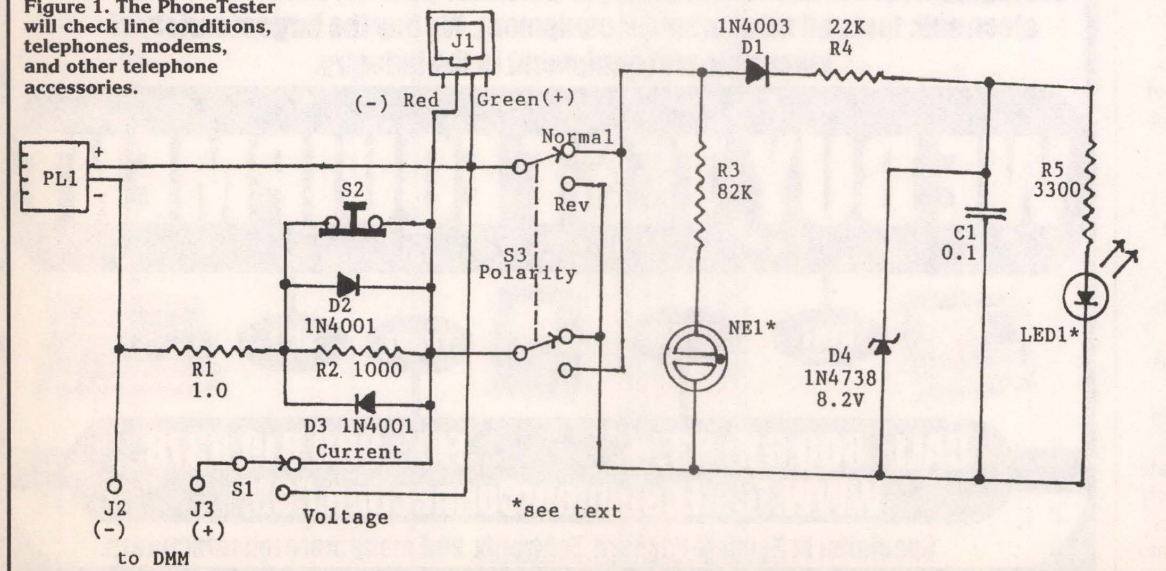 Figure 1. The PhoneTester
will check line conditions,
telephones, modems,
and other telephone
accessories.
J1
(-) Red
Green(+)
1N4003
D1
22K
R4
PL1
+
-
S2
Normal
Rev
S3
Polarity
R3
82K
R5
3300
C1
0.1
D2
1N4001
R1
1.0
R2 1000
D3 1N4001
NE1*
D4
1N4738
8.2V
LED1*
Current
S1
Voltage
J2
(-)
J3
(+)
to DMM
*see text